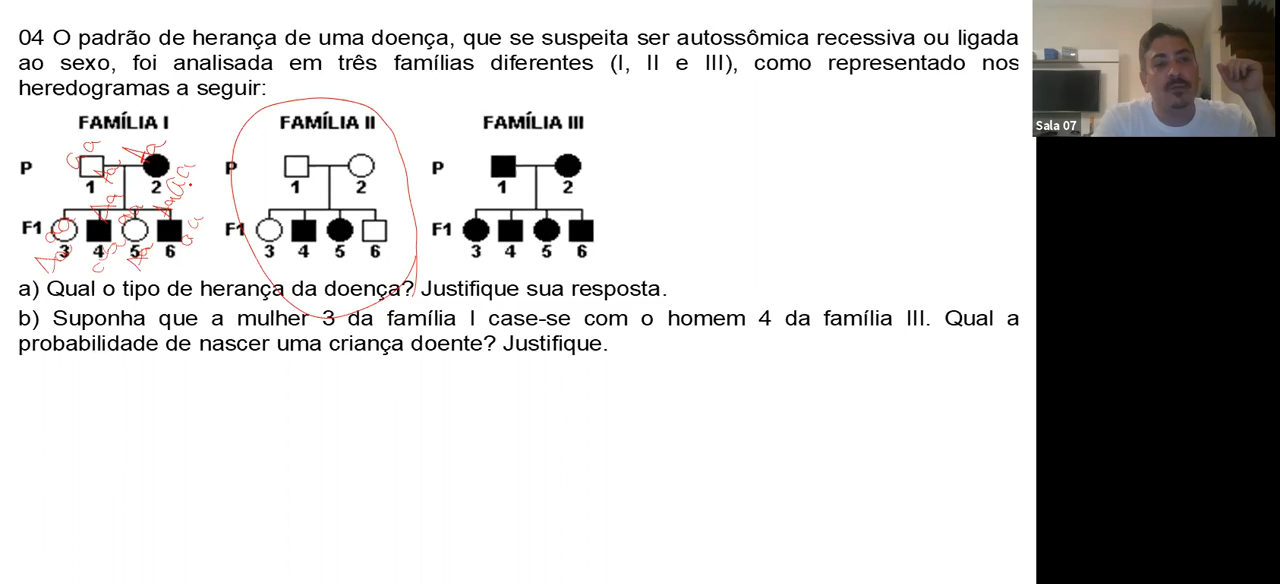 04 O padrão de herança de uma doença, que se suspeita ser autossômica recessiva ou ligada
ao sexo, foi analisada em três famílias diferentes (I, II e III), como representado nos
heredogramas a seguir:
FAMÍLIA I FAMÍLIA II FAMÍLIA III
P P P
1 2 1 2 1 2
F1 F1 F1
3 4 5 6 3 4 5 6 3 4 5 6
a) Qual o tipo de herança da doença? Justifique sua resposta.
b) Suponha que a mulher 3 da família I case-se com o homem 4 da família III. Qual a
probabilidade de nascer uma criança doente? Justifique.
Sala 07